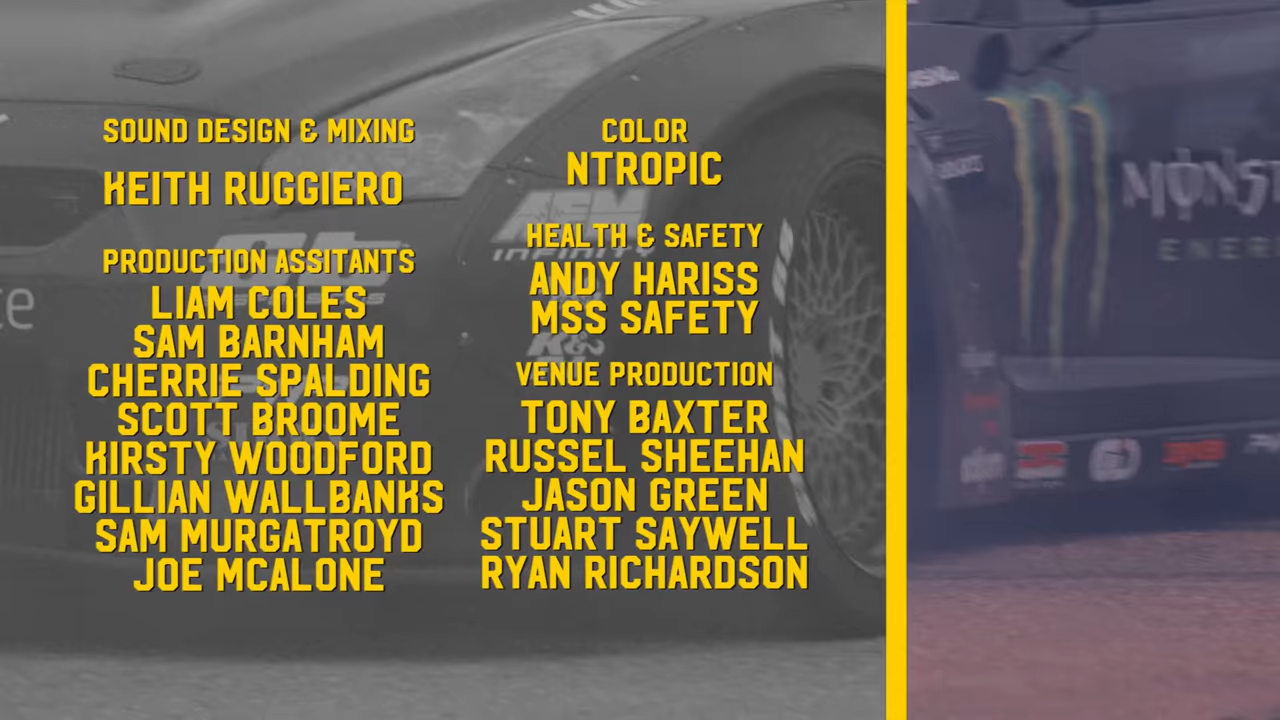 SOUND DESIGN & MIXING
KEITH RUGGIERO
PRODUCTION ASSITANTS
LIAM COLES
SAM BARNHAM
CHERRIE SPALDING
SCOTT BROOME
KIRSTY WOODFORD
GILLIAN WALLBANKS
SAM MURGATROYD
JOE MCALONE
COLOR
NTROPIC
HEALTH & SAFETY
ANDY HARISS
MSS SAFETY
VENUE PRODUCTION
TONY BAXTER
RUSSEL SHEEHAN
JASON GREEN
STUART SAYWELL
RYAN RICHARDSON
AEM
INFINITY
K&N